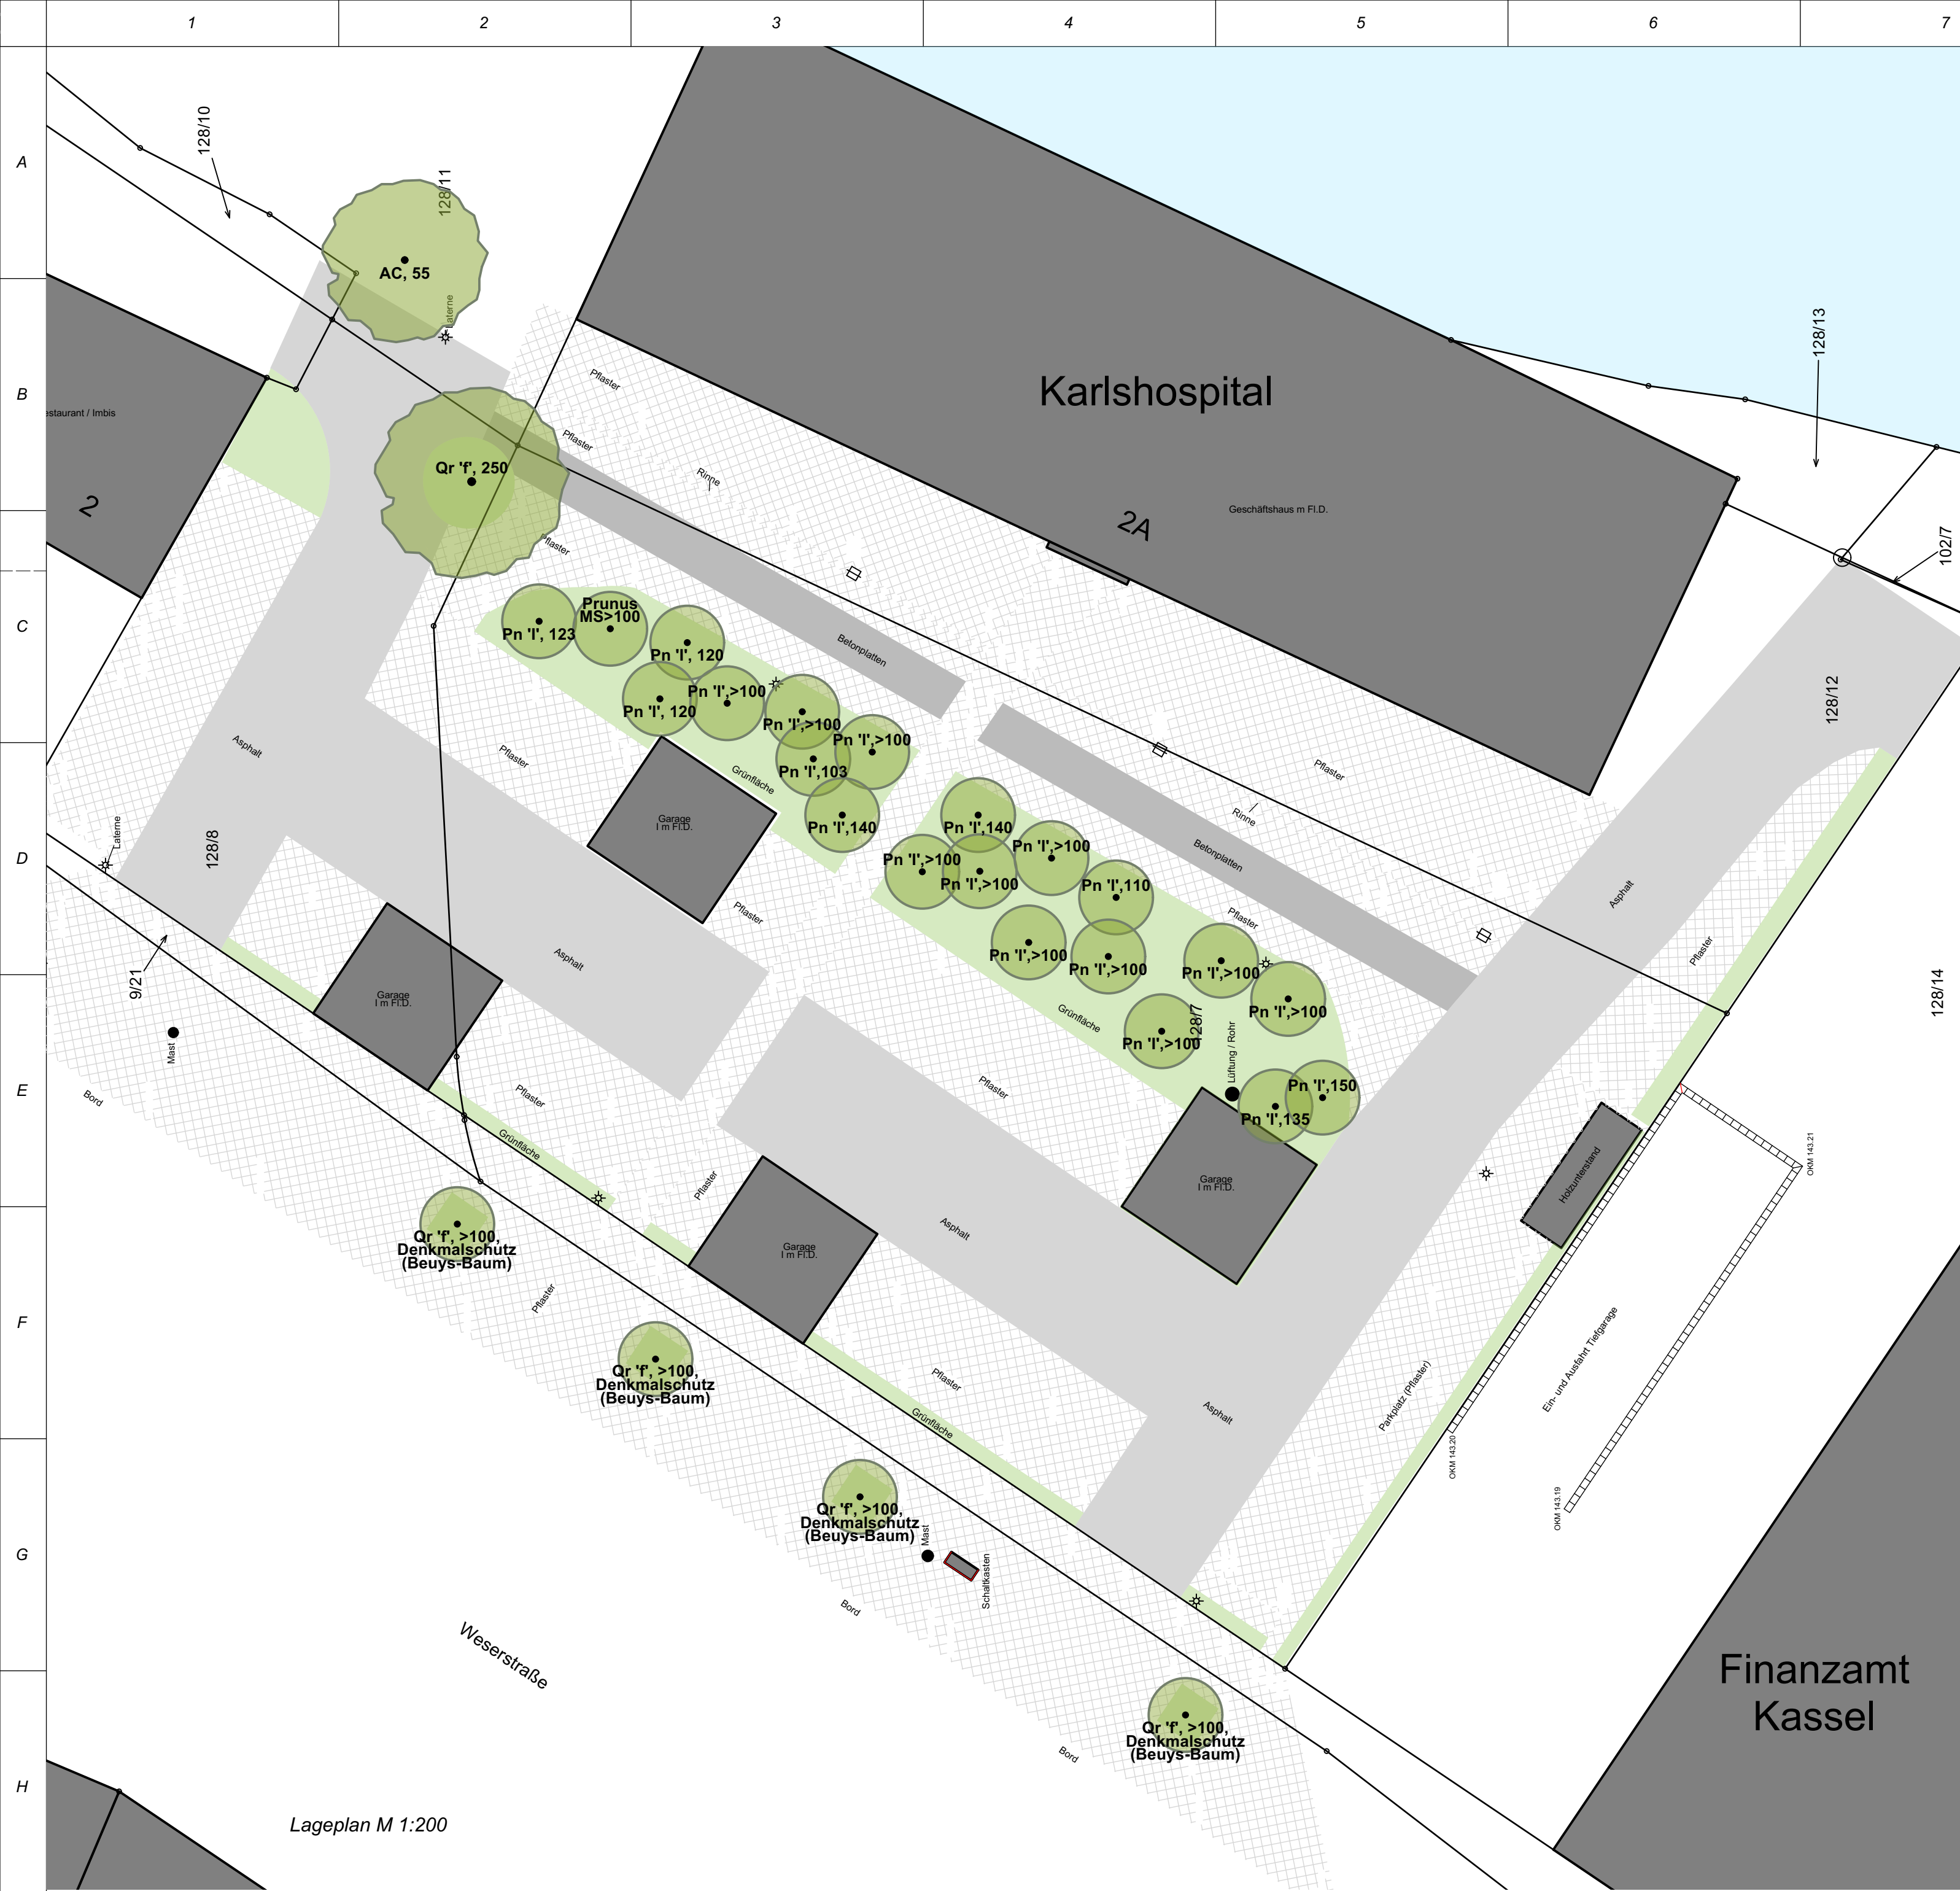 1
2
3
4
5
6
7
A
B
C
D
E
F
G
H
128/10
128/11
AC, 55
Laterne
estaurant / Imbis
2
Qr 'f', 250
Pflaster
Pflaster
Rinne
Pflaster
Karlshospital
2A
Geschäftshaus m Fl.D.
128/13
102/7
128/12
128/14
Prunus
MS>100
Pn 'I', 123
Pn 'I', 120
Pn 'I', 120
Pn 'I',>100
Pn 'I',>100
Pn 'I',>100
Pn 'I',103
Pn 'I',140
Betonplatten
Asphalt
Pflaster
Grünfläche
Garage
I m Fl.D.
Laterne
128/8
Pflaster
Pn 'I',140
Pn 'I',>100
Pn 'I',>100
Pn 'I',>100
Pn 'I',110
Pn 'I',>100
Pn 'I',>100
Pn 'I',>100
Pn 'I',>100
Pn 'I',>100
Pn 'I',150
Pn 'I',135
Pflaster
Rinne
Betonplatten
Pflaster
Asphalt
Pflaster
9/21
Mast
Bord
Garage
I m Fl.D.
Asphalt
Grünfläche
128/7
Lüftung / Rohr
Pflaster
Pflaster
Grünfläche
Pflaster
Garage
I m Fl.D.
Garage
I m Fl.D.
Asphalt
Holzunterstand
OKM 143.21
Ein- und Ausfahrt Tiefgarage
Parkplatz (Pflaster)
OKM 143.20
OKM 143.19
Qr 'f', >100,
Denkmalschutz
(Beuys-Baum)
Pflaster
Qr 'f', >100,
Denkmalschutz
(Beuys-Baum)
Pflaster
Grünfläche
Asphalt
Qr 'f', >100,
Denkmalschutz
(Beuys-Baum)
Mast
Schaltkasten
Bord
Weserstraße
Qr 'f', >100,
Denkmalschutz
(Beuys-Baum)
Bord
Finanzamt
Kassel
Lageplan M 1:200